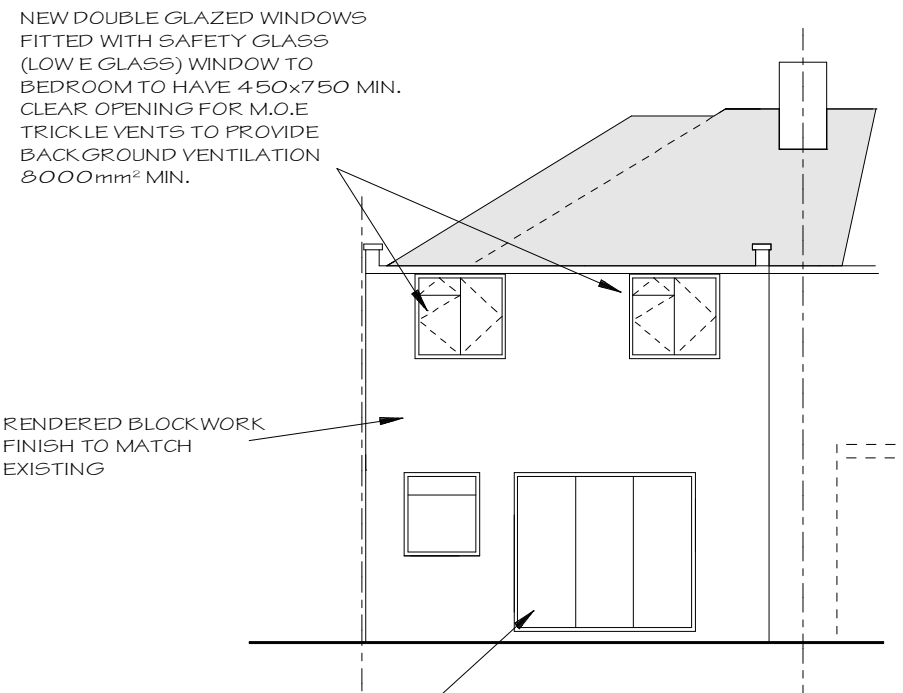 NEW DOUBLE GLAZED WINDOWS
FITTED WITH SAFETY GLASS
(LOW E GLASS) WINDOW TO
BEDROOM TO HAVE 450x750 MIN.
CLEAR OPENING FOR M.O.E
TRICKLE VENTS TO PROVIDE
BACKGROUND VENTILATION
8000mm² MIN.
RENDERED BLOCKWORK
FINISH TO MATCH
EXISTING